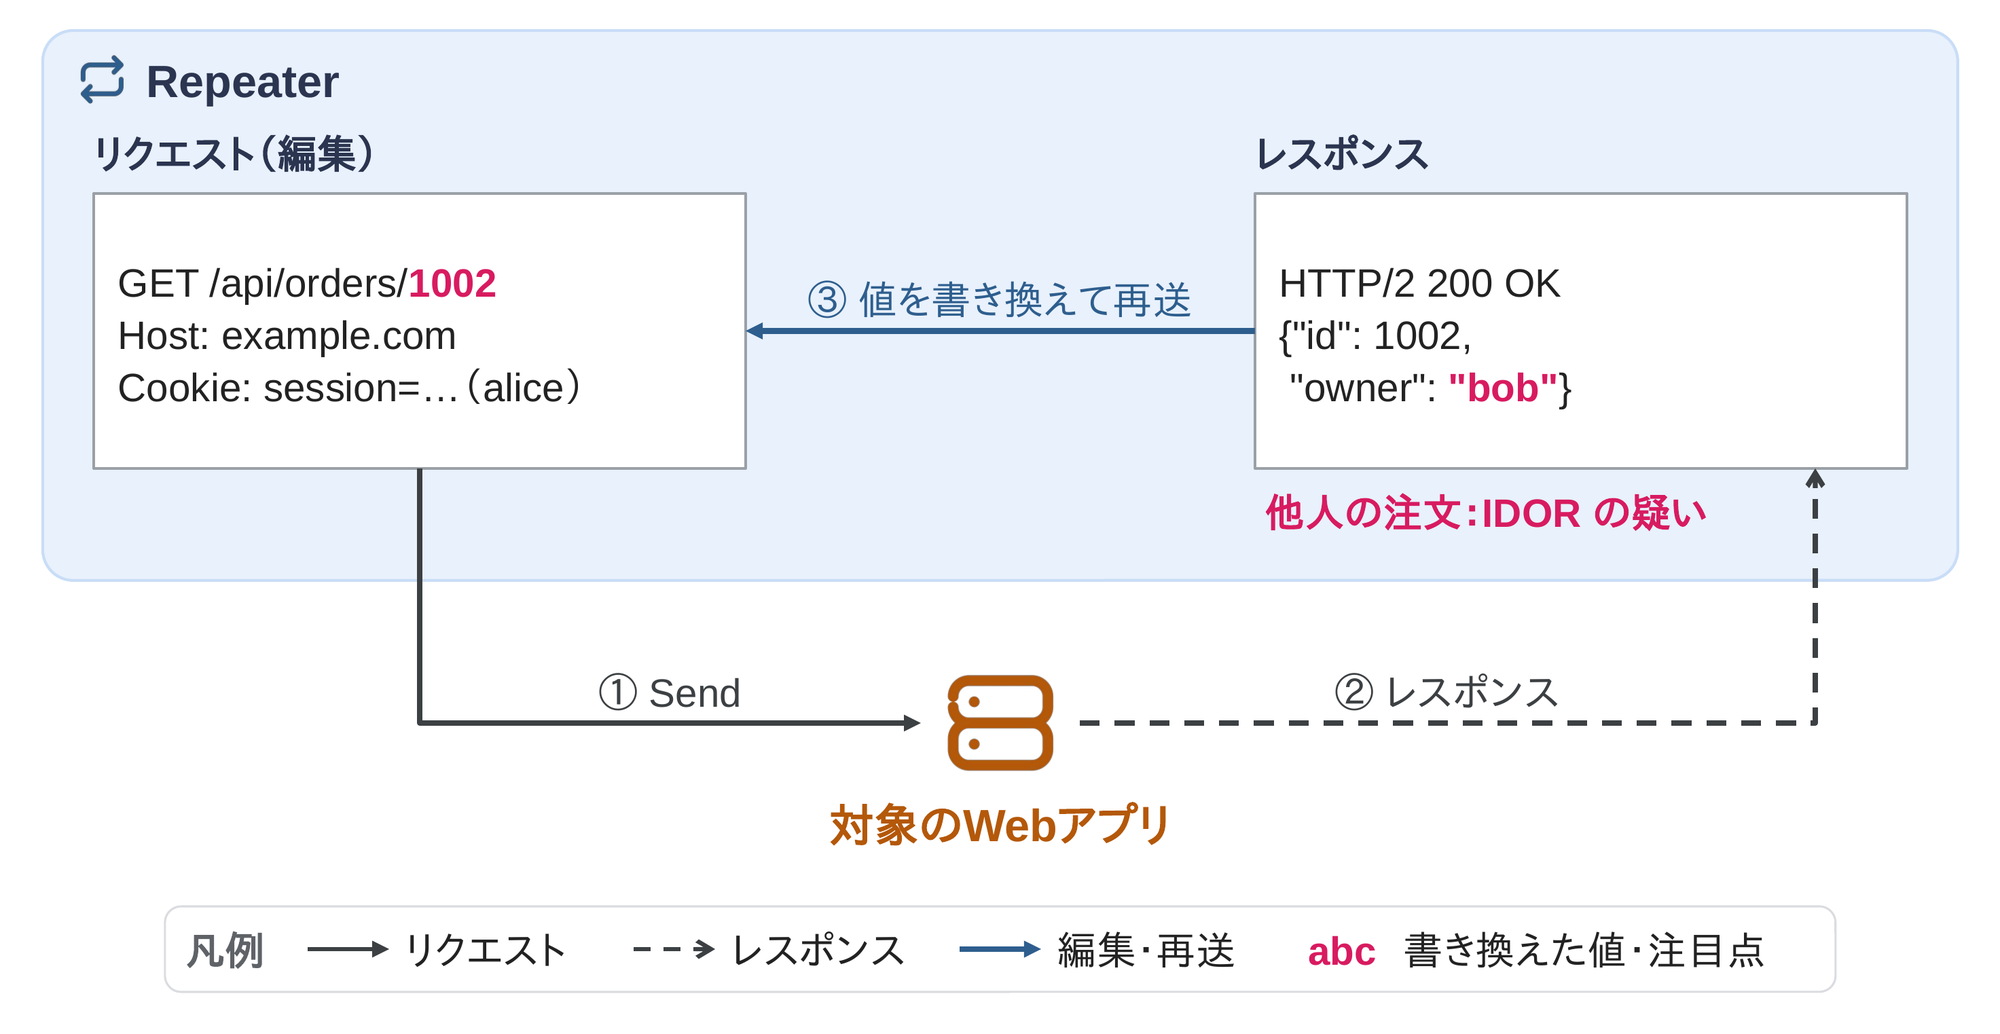 Repeater
リクエスト（編集）
GET /api/orders/1002
Host: example.com
Cookie: session=…（alice）
③ 値を書き換えて再送
レスポンス
HTTP/2 200 OK
{"id": 1002,
"owner": "bob"}
他人の注文：IDOR の疑い
① Send
② レスポンス
対象のWebアプリ
凡例
リクエスト
レスポンス
編集・再送
abc 書き換えた値・注目点